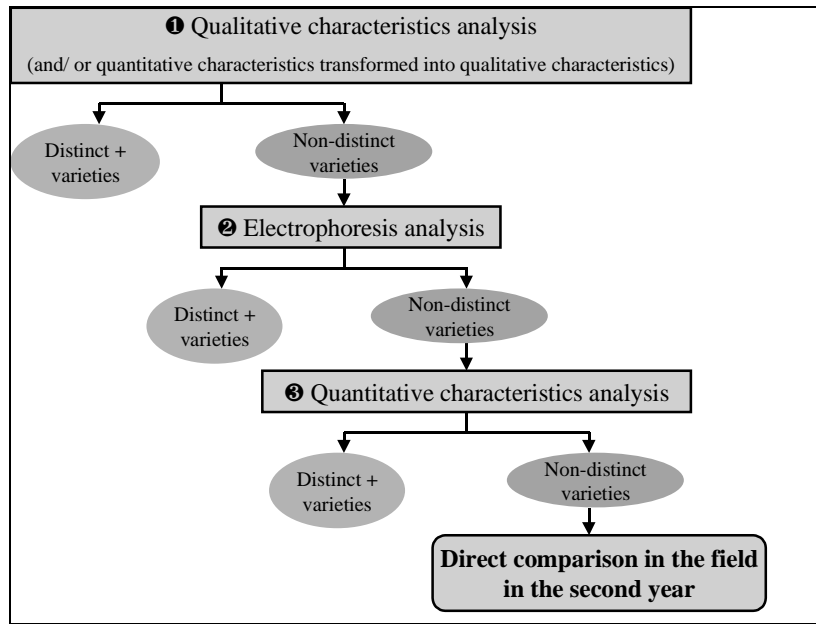 ❶ Qualitative characteristics analysis
(and/ or quantitative characteristics transformed into qualitative characteristics)
Distinct +
varieties
Non-distinct
varieties
❷ Electrophoresis analysis
Distinct +
varieties
Non-distinct
varieties
❸ Quantitative characteristics analysis
Distinct +
varieties
Non-distinct
varieties
Direct comparison in the field
in the second year